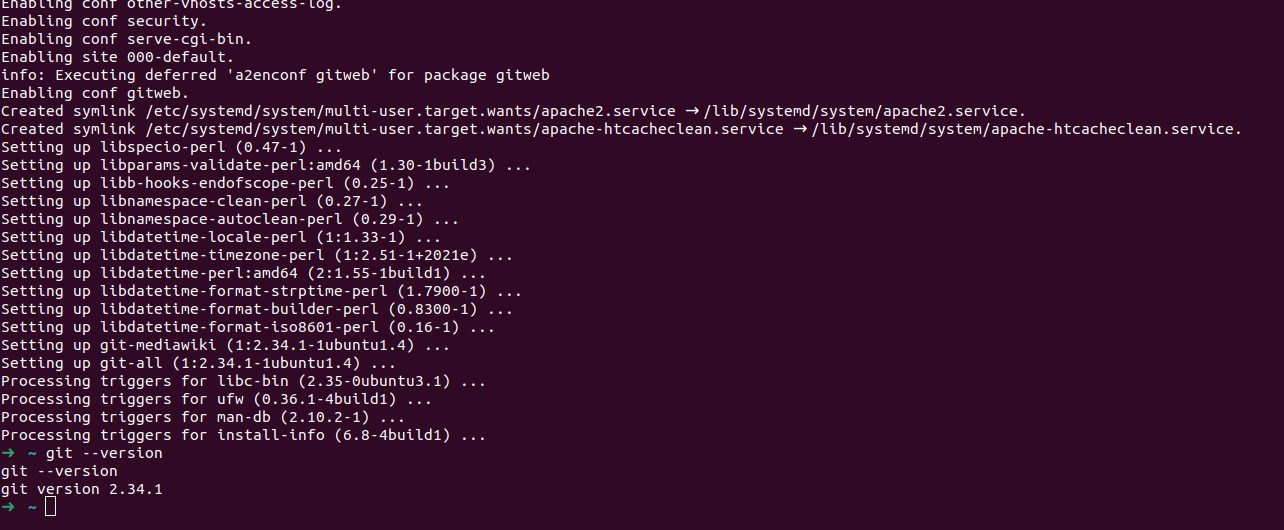 Enabling conf other-vhosts-access-log.
Enabling conf security.
Enabling conf serve-cgi-bin.
Enabling site 000-default.
info: Executing deferred 'a2enconf gitweb' for package gitweb
Enabling conf gitweb.
Created symlink /etc/systemd/system/multi-user.target.wants/apache2.service → /lib/systemd/system/apache2.service.
Created symlink /etc/systemd/system/multi-user.target.wants/apache-htcacheclean.service → /lib/systemd/system/apache-htcacheclean.service.
Setting up libspecio-perl (0.47-1) ...
Setting up libparams-validate-perl:amd64 (1.30-1build3) ...
Setting up libb-hooks-endofscope-perl (0.25-1) ...
Setting up libnamespace-clean-perl (0.27-1) ...
Setting up libnamespace-autoclean-perl (0.29-1) ...
Setting up libdatetime-locale-perl (1:1.33-1) ...
Setting up libdatetime-timezone-perl (1:2.51-1+2021e) ...
Setting up libdatetime-perl:amd64 (2:1.55-1build1) ...
Setting up libdatetime-format-strptime-perl (1.7900-1) ...
Setting up libdatetime-format-builder-perl (0.8300-1) ...
Setting up libdatetime-format-iso8601-perl (0.16-1) ...
Setting up git-mediawiki (1:2.34.1-1ubuntu1.4) ...
Setting up git-all (1:2.34.1-1ubuntu1.4) ...
Processing triggers for libc-bin (2.35-0ubuntu3.1) ...
Processing triggers for ufw (0.36.1-4build1) ...
Processing triggers for man-db (2.10.2-1) ...
Processing triggers for install-info (6.8-4build1) ...
➜ ~ git --version
git --version
git version 2.34.1
➜ ~